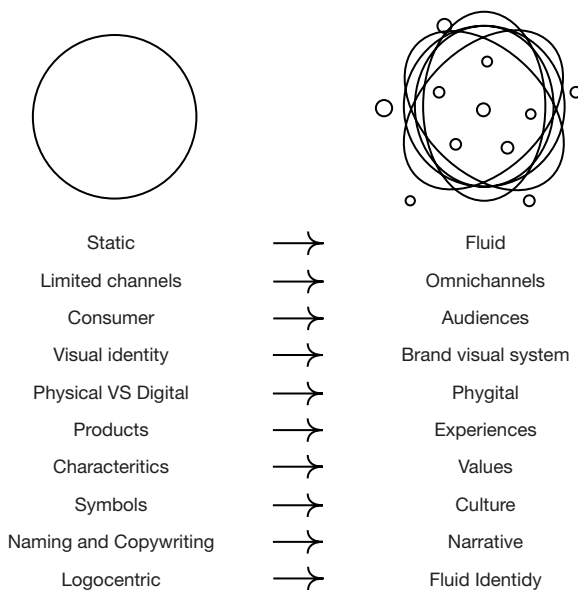 Static Fluid
Limited channels Omnichannels
Consumer Audiences
Visual identity Brand visual system
Physical VS Digital Phygital
Products Experiences
Characteritics Values
Symbols Culture
Naming and Copywriting Narrative
Logocentric Fluid Identidy